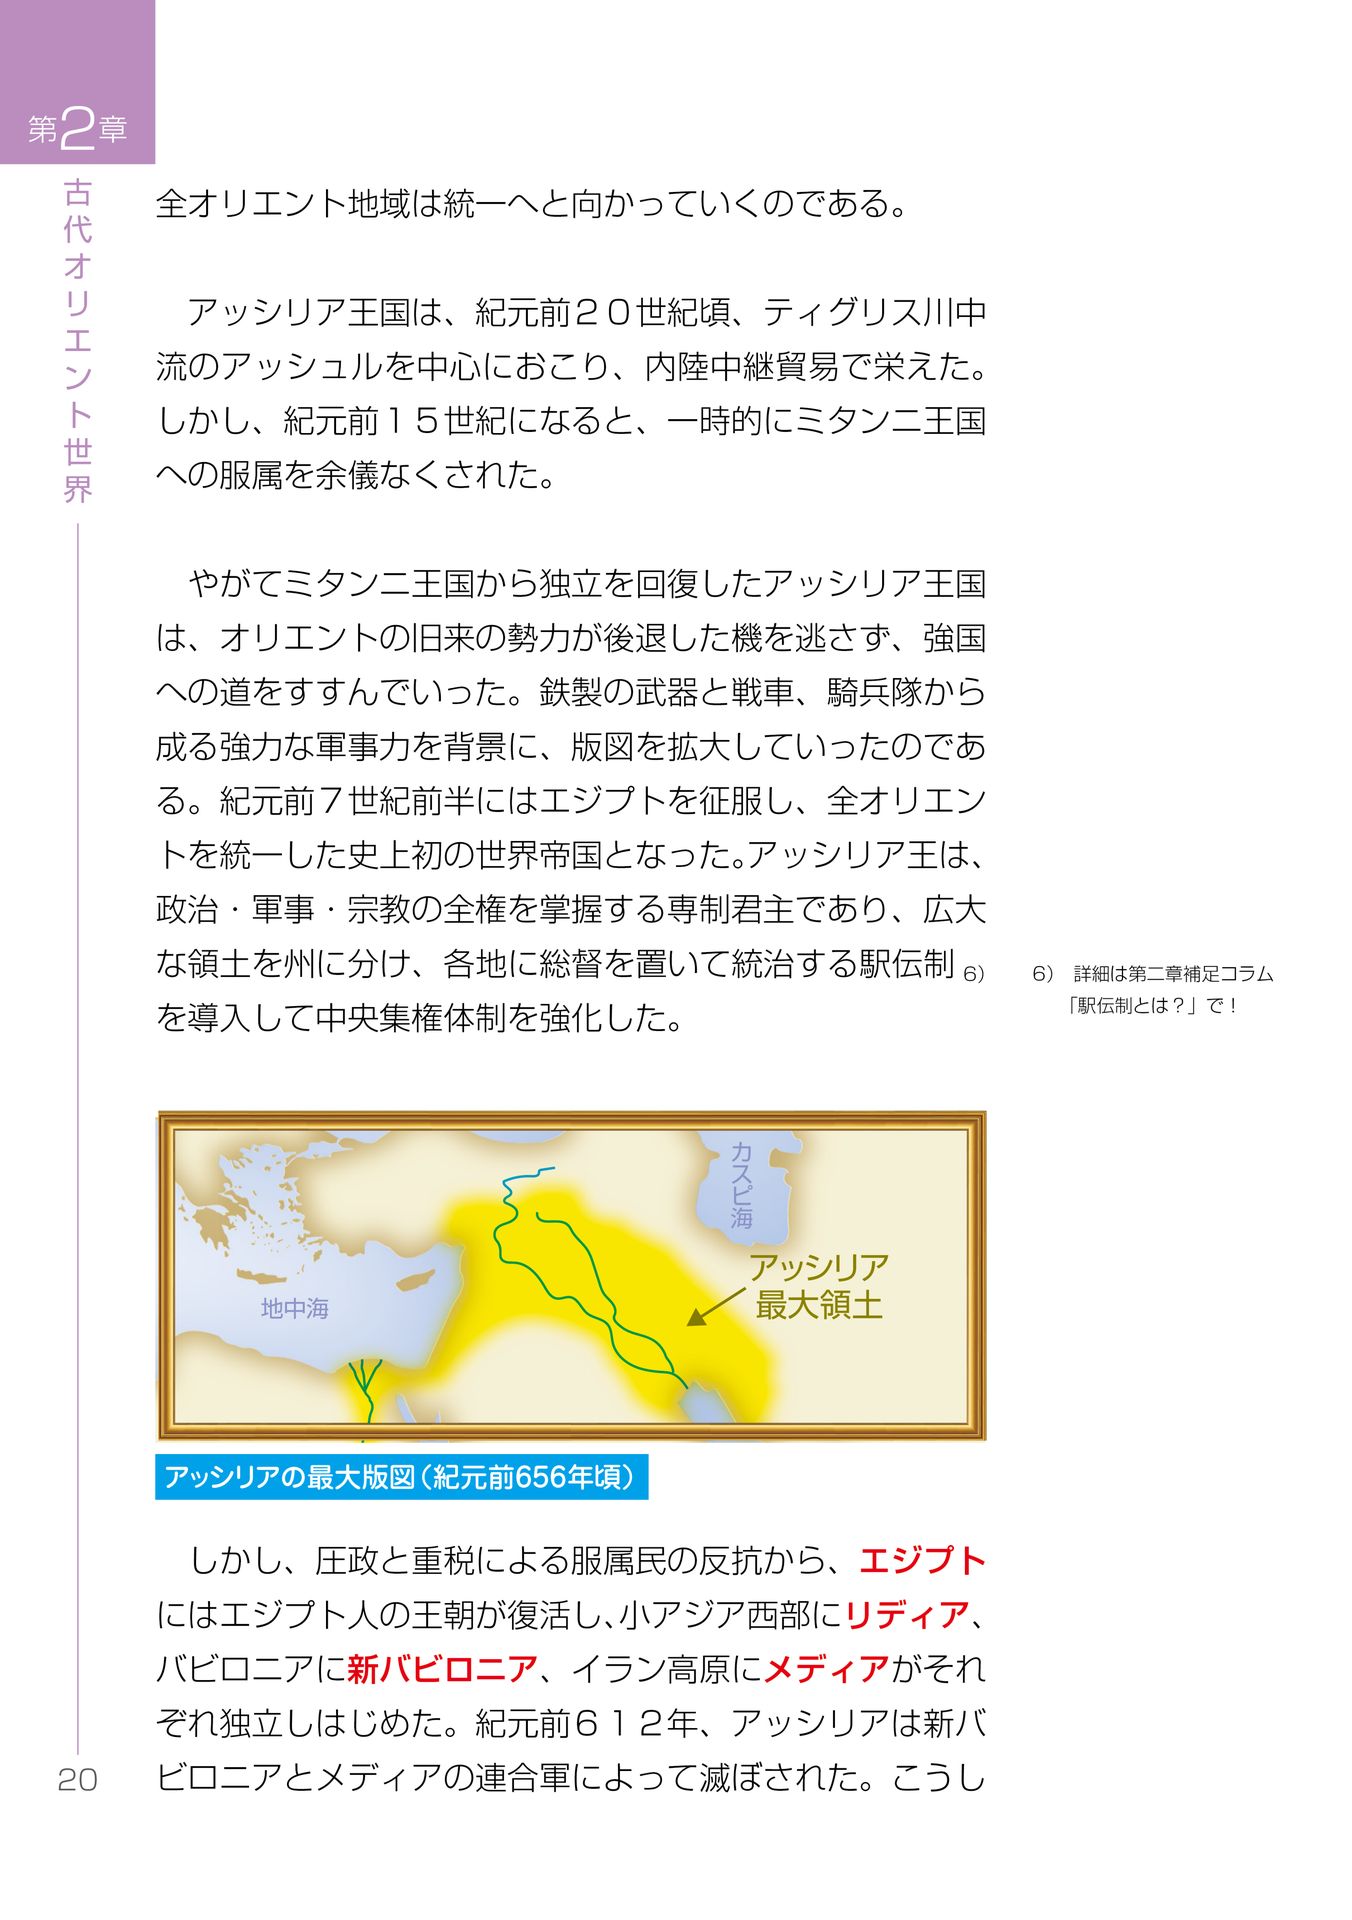 第2章
古代オリエント世界
全オリエント地域は統一へと向かっていくのである。
　アッシリア王国は、紀元前２０世紀頃、ティグリス川中
流のアッシュルを中心におこり、内陸中継貿易で栄えた。
しかし、紀元前１５世紀になると、一時的にミタンニ王国
への服属を余儀なくされた。
　やがてミタンニ王国から独立を回復したアッシリア王国
は、オリエントの旧来の勢力が後退した機を逃さず、強国
への道をすすんでいった。鉄製の武器と戦車、騎兵隊から
成る強力な軍事力を背景に、版図を拡大していったのであ
る。紀元前７世紀前半にはエジプトを征服し、全オリエン
トを統一した史上初の世界帝国となった。アッシリア王は、
政治・軍事・宗教の全権を掌握する専制君主であり、広大
な領土を州に分け、各地に総督を置いて統治する駅伝制 6）
を導入して中央集権体制を強化した。
6）　詳細は第二章補足コラム
「駅伝制とは？」で！
カスピ海
アッシリア
最大領土
地中海
アッシリアの最大版図（紀元前656年頃）
　しかし、圧政と重税による服属民の反抗から、エジプト
にはエジプト人の王朝が復活し、小アジア西部にリディア、
バビロニアに新バビロニア、イラン高原にメディアがそれ
ぞれ独立しはじめた。紀元前６１２年、アッシリアは新バ
ビロニアとメディアの連合軍によって滅ぼされた。こうし
20